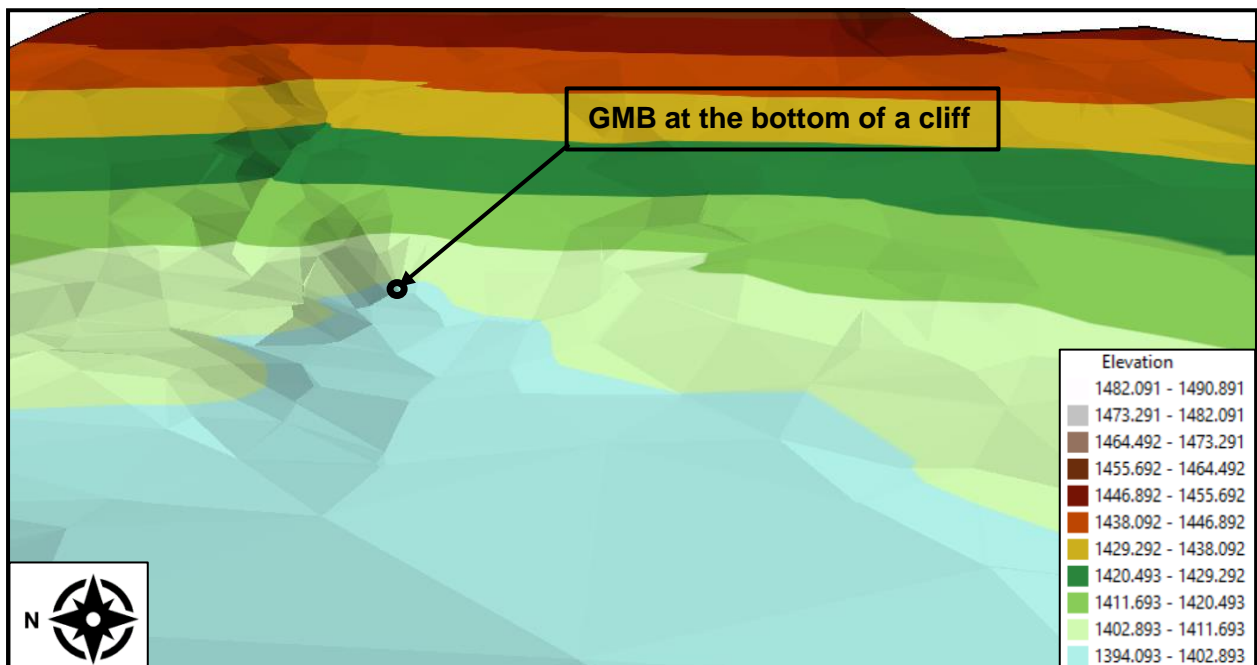 GMB at the bottom of a cliff
Elevation
1482.091 - 1490.891
1473.291 - 1482.091
1464.492 - 1473.291
1455.692 - 1464.492
1446.892 - 1455.692
1438.092 - 1446.892
1429.292 - 1438.092
1420.493 - 1429.292
1411.693 - 1420.493
1402.893 - 1411.693
1394.093 - 1402.893
N